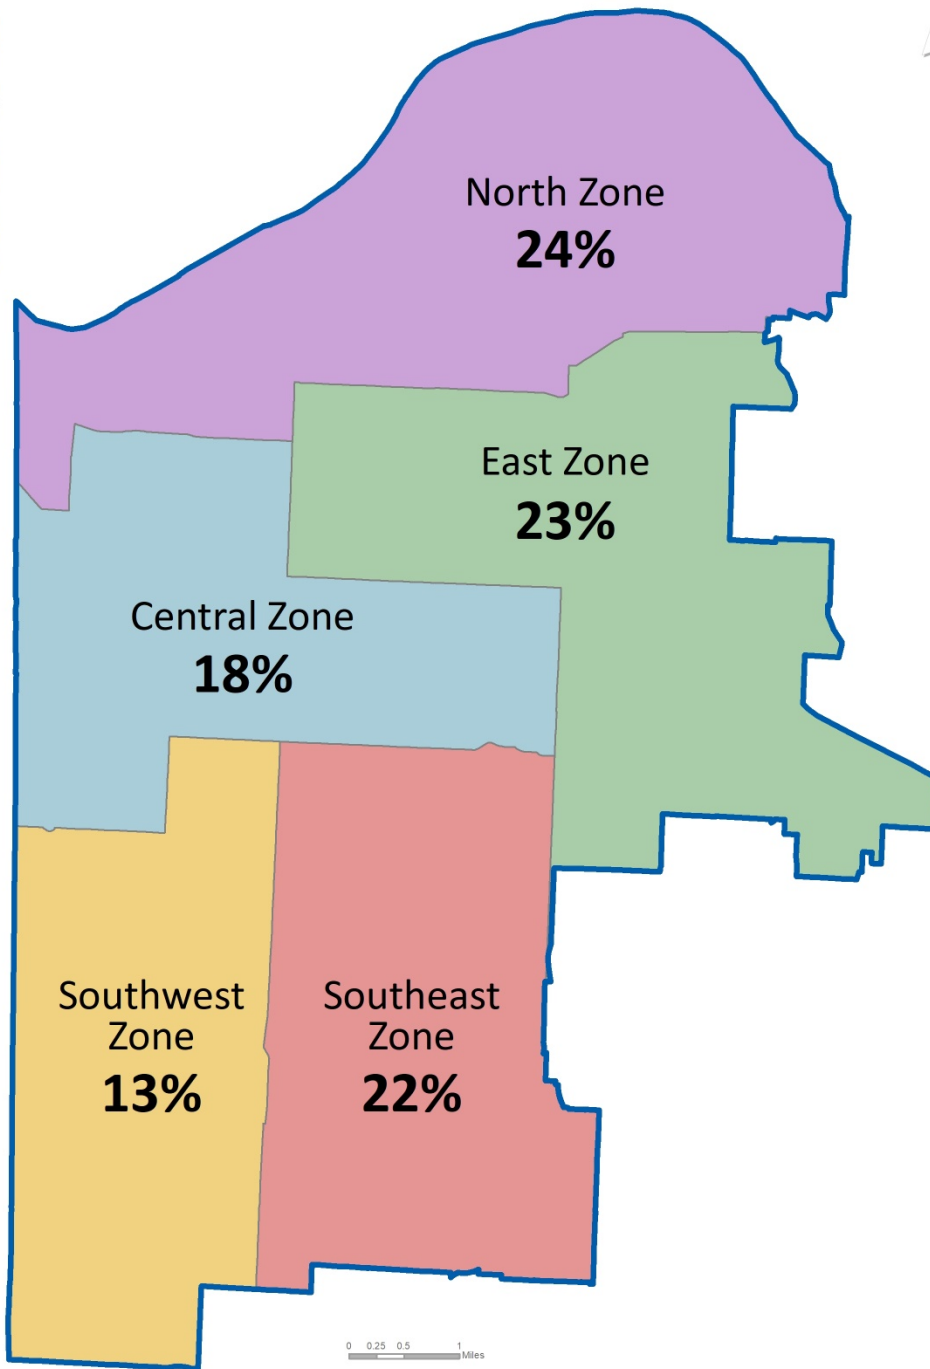 North Zone
24%
East Zone
23%
Central Zone
18%
Southwest
Zone
13%
Southeast
Zone
22%
0 0.25 0.5 1
Miles